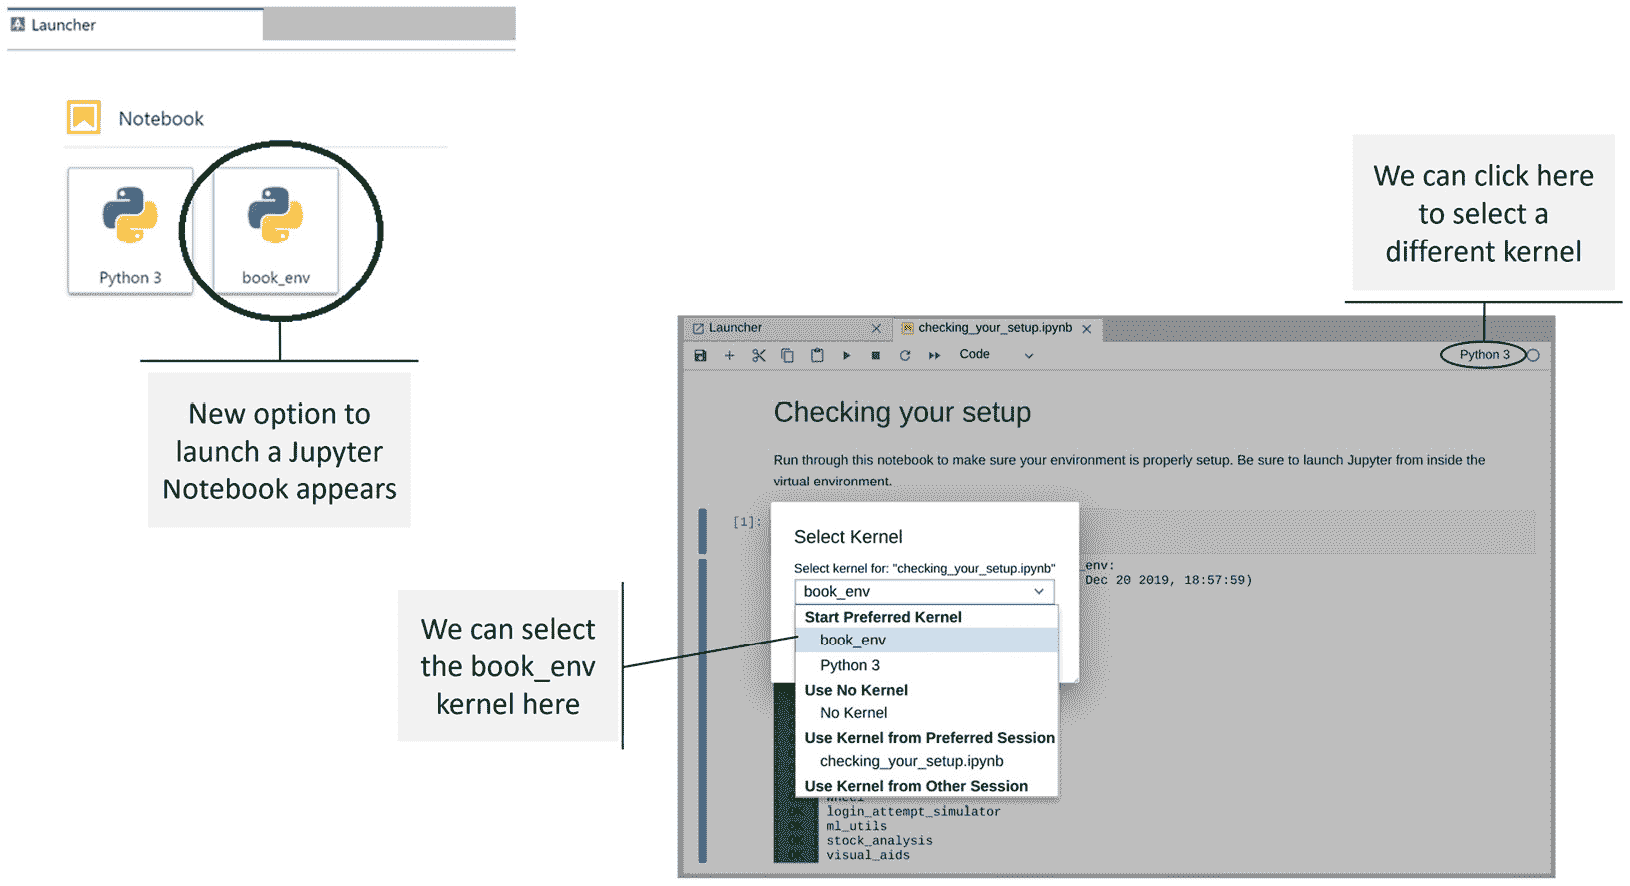 Launcher
Notebook
Python 3
book_env
New option to
launch a Jupyter
Notebook appears
We can click here
to select a
different kernel
Launcher
checking_your_setup.ipynb
Code
Python 3
Checking your setup
Run through this notebook to make sure your environment is properly setup. Be sure to launch Jupyter from inside the
virtual environment.
[1]:
_env:
Dec 20 2019, 18:57:59)
Select Kernel
Select kernel for: "checking_your_setup.ipynb"
book_env
Start Preferred Kernel
book_env
Python 3
Use No Kernel
No Kernel
Use Kernel from Preferred Session
checking_your_setup.ipynb
Use Kernel from Other Session
We can select
the book_env
kernel here
wheel
login_attempt_simulator
ml_utils
stock_analysis
visual_aids